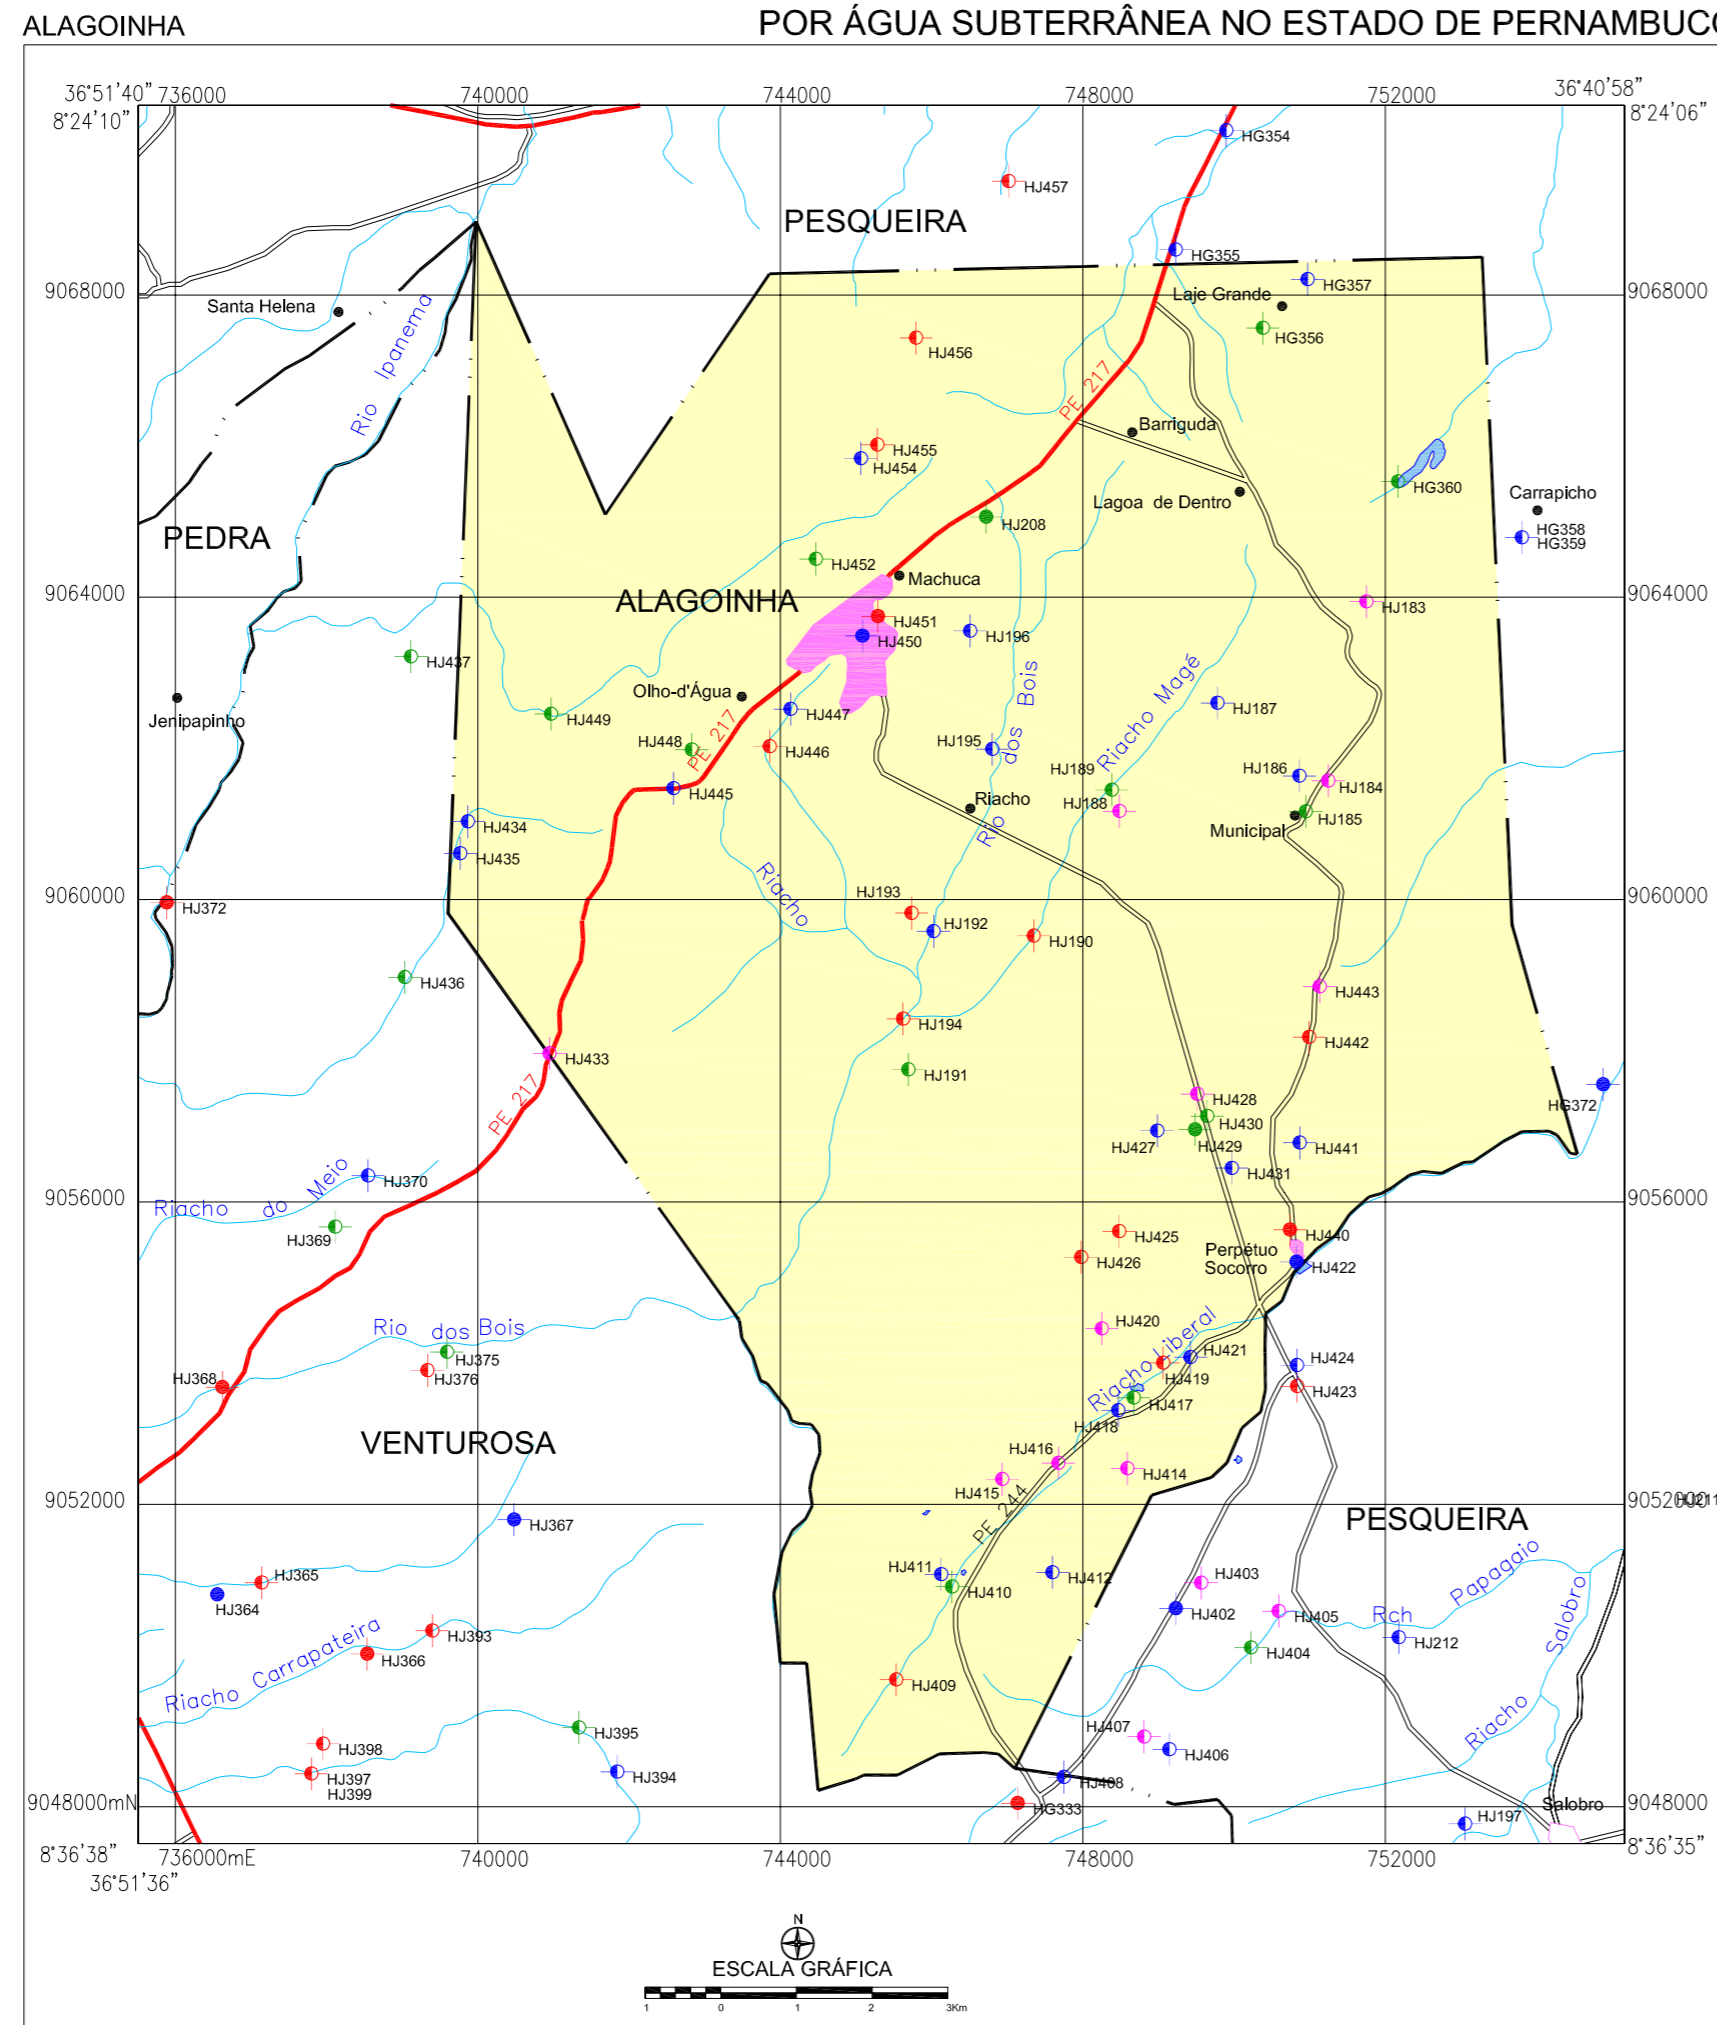 ALAGOINHA
POR ÁGUA SUBTERRÂNEA NO ESTADO DE PERNAMBUCO
36°51'40" 736000 740000 744000 748000 752000 36°40'58"
8°24'10" 8°24'06"
HG354
HJ457
PESQUEIRA
HG355
HG357
9068000 9068000
Santa Helena
Laje Grande
Rio Ipanema
HG356
HJ456
PE 217
Barriguda
HJ455
HJ454
HG360
Carrapicho
Lagoa de Dentro
HJ208
HG358
HG359
PEDRA
HJ452
Machuca
9064000 9064000
ALAGOINHA
HJ183
HJ451
HJ450
HJ196
HJ437
Olho-d'Água
Rio dos Bois
Riacho Magé
Jenipapinho
HJ449
HJ447
HJ187
HJ448
PE 217
HJ446
HJ195
HJ189
HJ186
HJ184
HJ445
Riacho
HJ188
HJ434
HJ185
Municipal
HJ435
Riacho
HJ193
9060000 9060000
HJ372
HJ192
HJ190
HJ436
HJ443
HJ194
HJ442
HJ433
HJ191
PE 217
HJ428
HG372
HJ430
HJ427
HJ429
HJ441
HJ431
HJ370
Riacho do Meio
9056000 9056000
HJ369
HJ425
HJ440
HJ426
Perpétuo
Socorro
HJ422
Rio dos Bois
HJ420
Riacho Liberal
HJ375
HJ421
HJ424
HJ376
HJ419
HJ368
HJ423
HJ417
HJ418
VENTUROSA
HJ416
HJ414
HJ415
9052000 9052000
HJ211
PE 244
HJ367
PESQUEIRA
HJ411
HJ412
HJ365
HJ410
HJ403
Papagaio
HJ364
HJ402
HJ405
Rch
Salobro
HJ393
HJ212
HJ366
HJ404
Riacho Carrapateira
HJ409
HJ395
HJ407
Riacho
HJ398
HJ406
HJ397
HJ394
HJ408
HJ399
9048000mN
HG333
Salobro
9048000
HJ197
8°36'38" 736000mE 740000 744000 748000 752000 8°36'35"
36°51'36"
N
ESCALA GRÁFICA
1 0 1 2 3Km